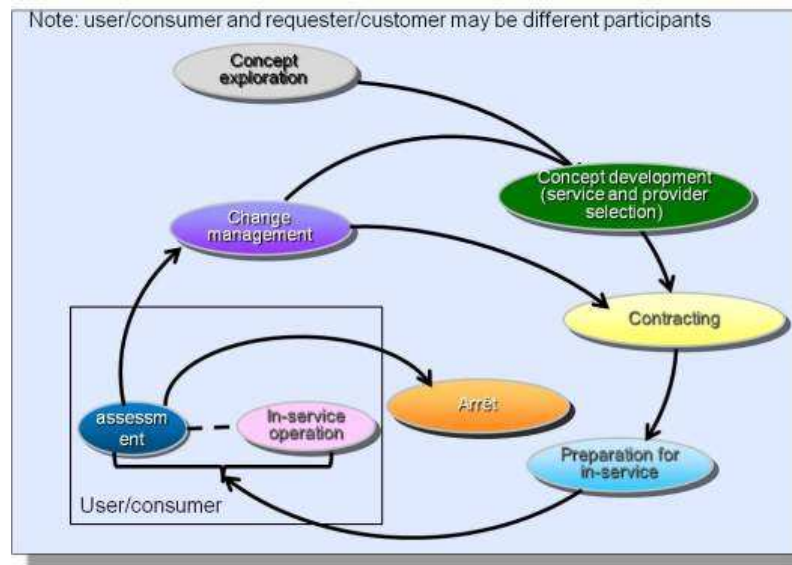 Note: user/consumer and requester/customer may be different participants
Concept
exploration
Concept development
(service and provider
selection)
Change
management
Contracting
assessm
ent
In-service
operation
Arrêt
Preparation for
in-service
User/consumer